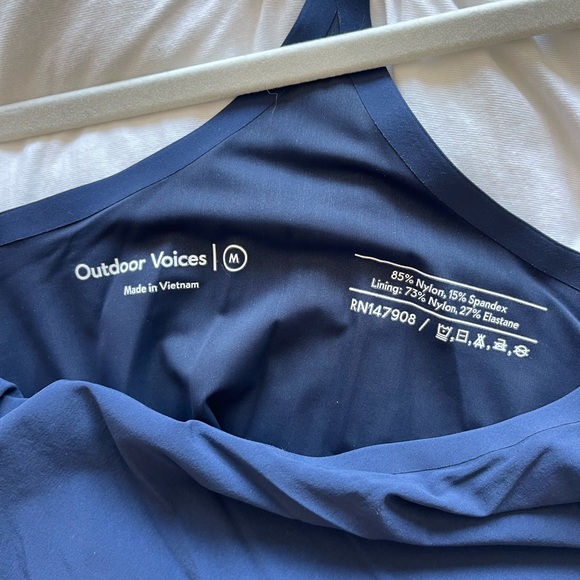 Outdoor Voices | M
Made in Vietnam
85% Nylon, 15% Spandex
Lining: 73% Nylon, 27% Elastane
RN147908 /